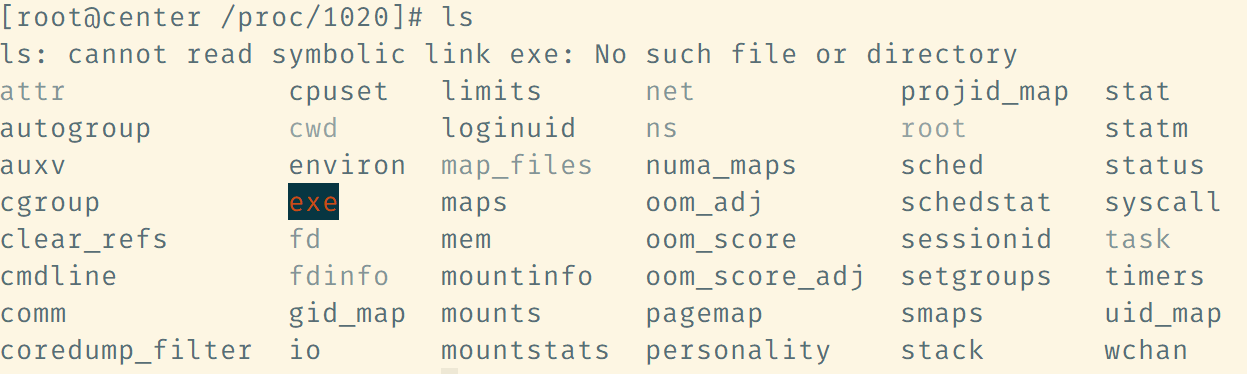 [root@center /proc/1020]# ls
ls: cannot read symbolic link exe: No such file or directory
attr cpuset limits net projid_map stat
autogroup cwd loginuid ns root statm
auxv environ map_files numa_maps sched status
cgroup exe maps oom_adj schedstat syscall
clear_refs fd mem oom_score sessionid task
cmdline fdinfo mountinfo oom_score_adj setgroups timers
comm gid_map mounts pagemap smaps uid_map
coredump_filter io mountstats personality stack wchan